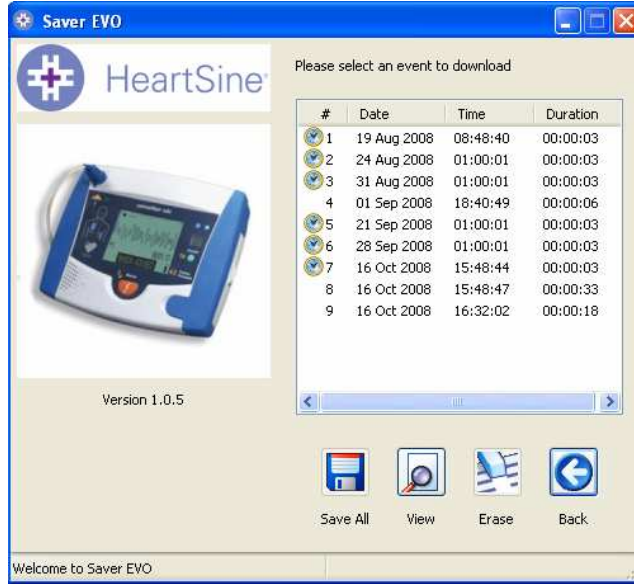 Saver EVO
HeartSine
Please select an event to download
# Date Time Duration
1 19 Aug 2008 08:48:40 00:00:03
2 24 Aug 2008 01:00:01 00:00:03
3 31 Aug 2008 01:00:01 00:00:03
4 01 Sep 2008 18:40:49 00:00:06
5 21 Sep 2008 01:00:01 00:00:03
6 28 Sep 2008 01:00:01 00:00:03
7 16 Oct 2008 15:48:44 00:00:03
8 16 Oct 2008 15:48:47 00:00:33
9 16 Oct 2008 16:32:02 00:00:18
Version 1.0.5
Save All View Erase Back
Welcome to Saver EVO